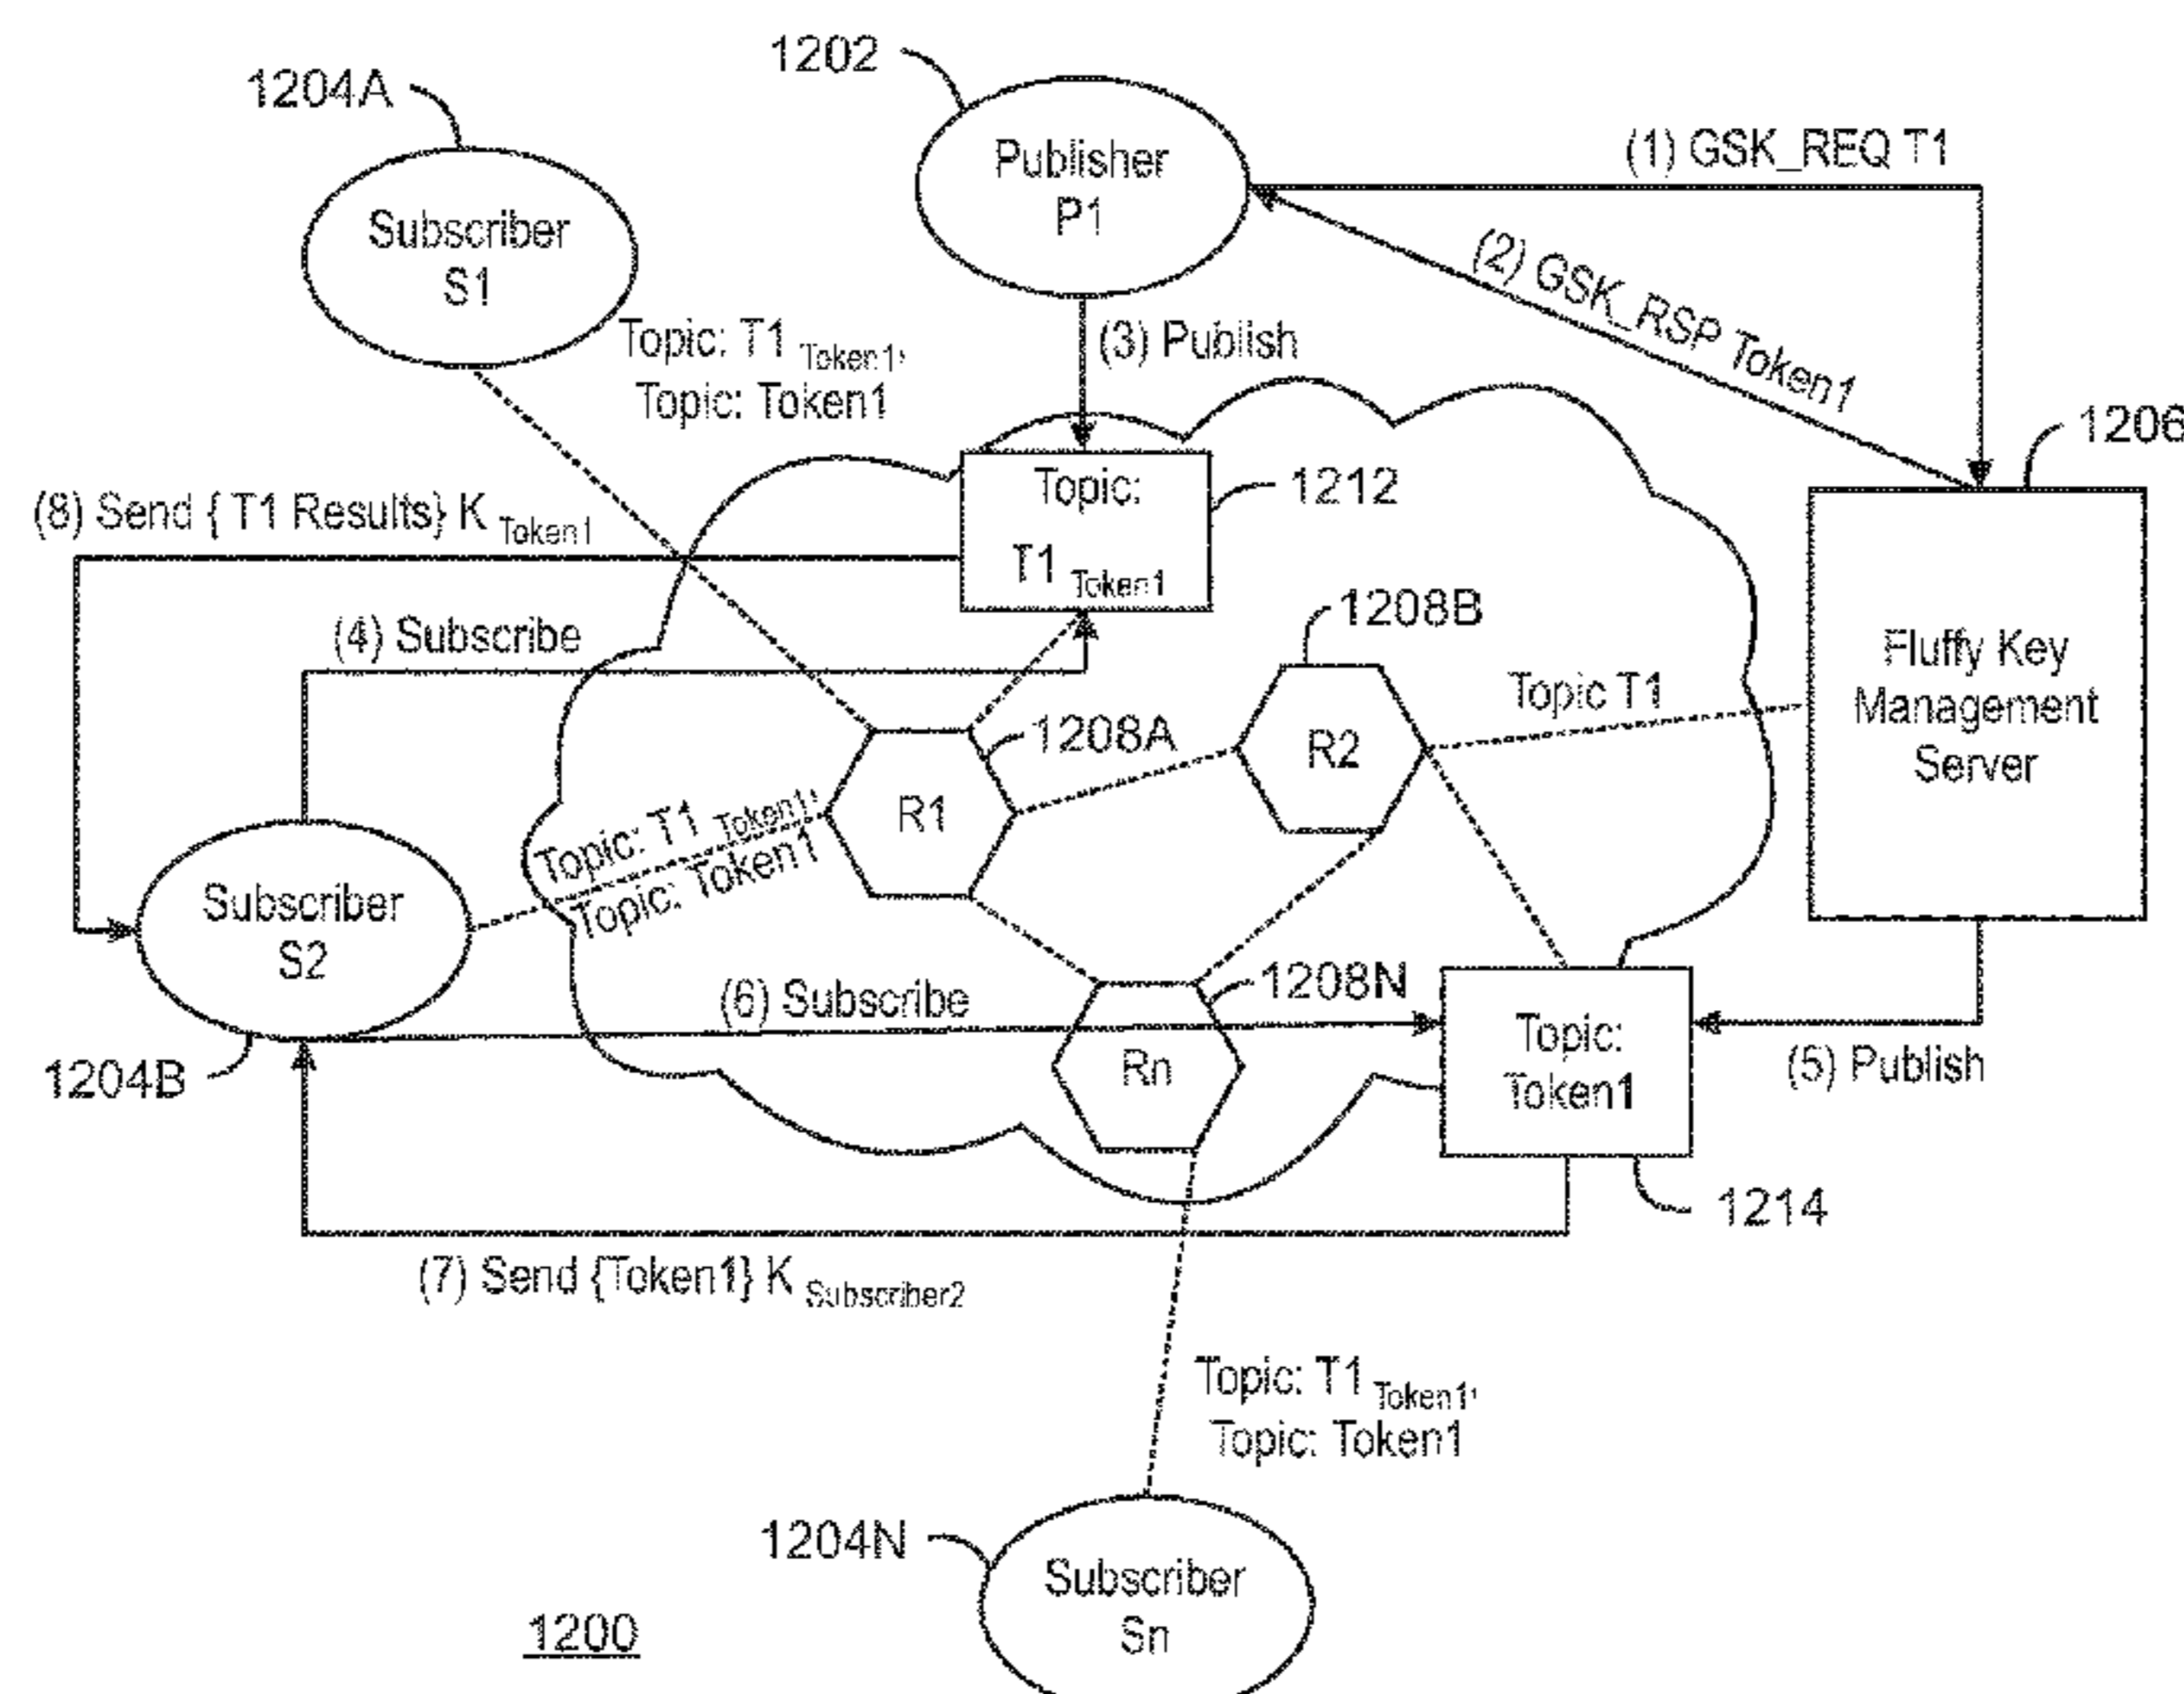 1202
1204A
Publisher
P1
(1) GSK_REQ T1
Subscriber
S1
(2) GSK_RSP Token1
Topic: T1 Token1,
Topic: Token1
(3) Publish
1206
Topic:
T1 Token1
1212
(8) Send { T1 Results} K Token1
1208B
(4) Subscribe
Fluffy Key
Management
Server
Topic T1
1208A
R2
R1
Topic: T1 Token1,
Topic: Token1
Subscriber
S2
1208N
(6) Subscribe
Topic:
Token1
Rn
(5) Publish
1204B
1214
(7) Send {Token1} K Subscriber2
Topic: T1 Token1,
Topic: Token1
1204N
Subscriber
Sn
1200